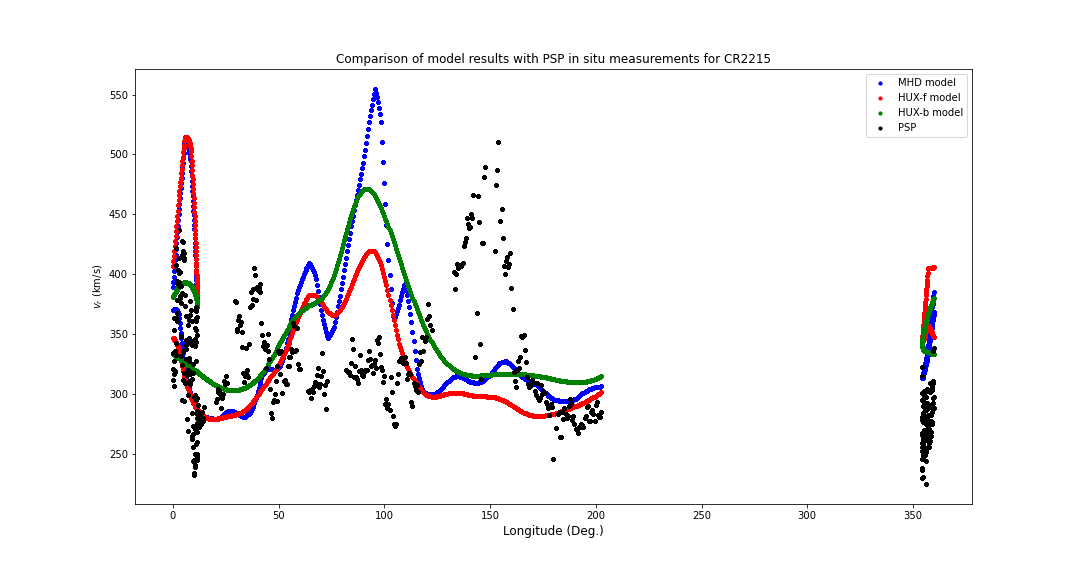 Comparison of model results with PSP in situ measurements for CR2215
MHD model
HUX-f model
HUX-b model
PSP
550
500
450
400
350
300
250
v_r (km/s)
0 50 100 150 200 250 300 350
Longitude (Deg.)